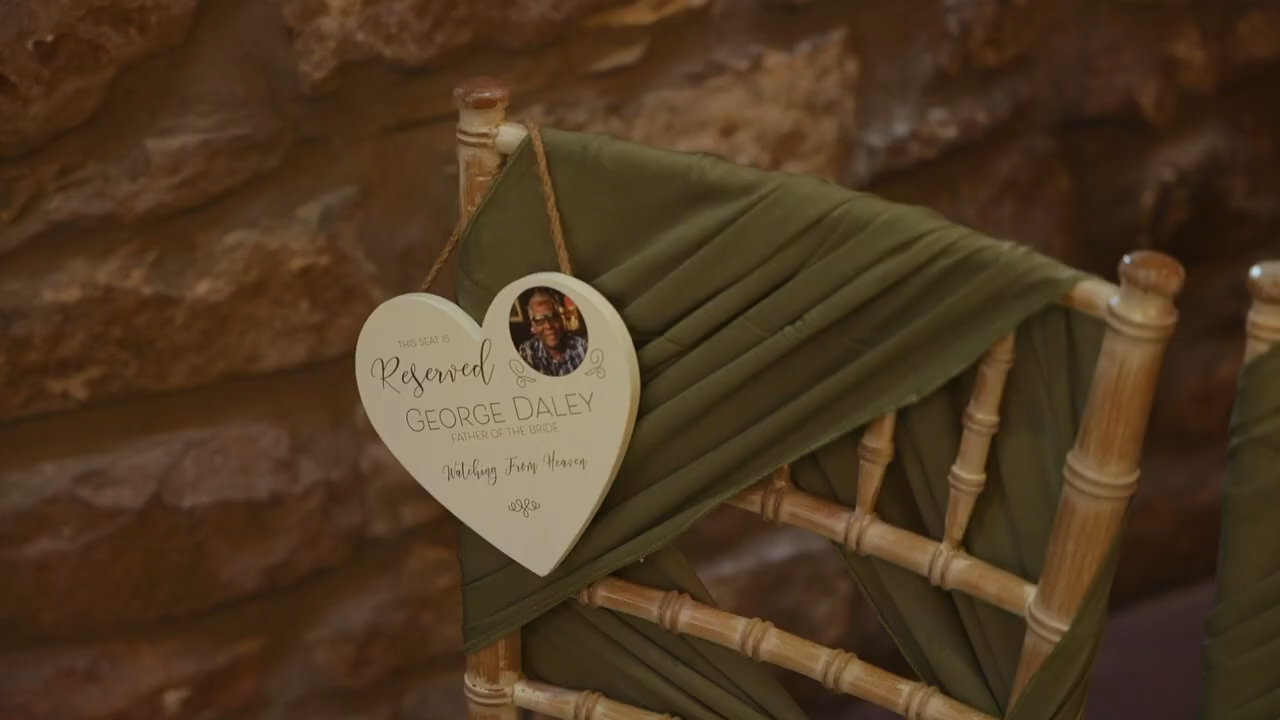 THIS SEAT IS
Reserved
GEORGE DALEY
FATHER OF THE BRIDE
Watching From Heaven